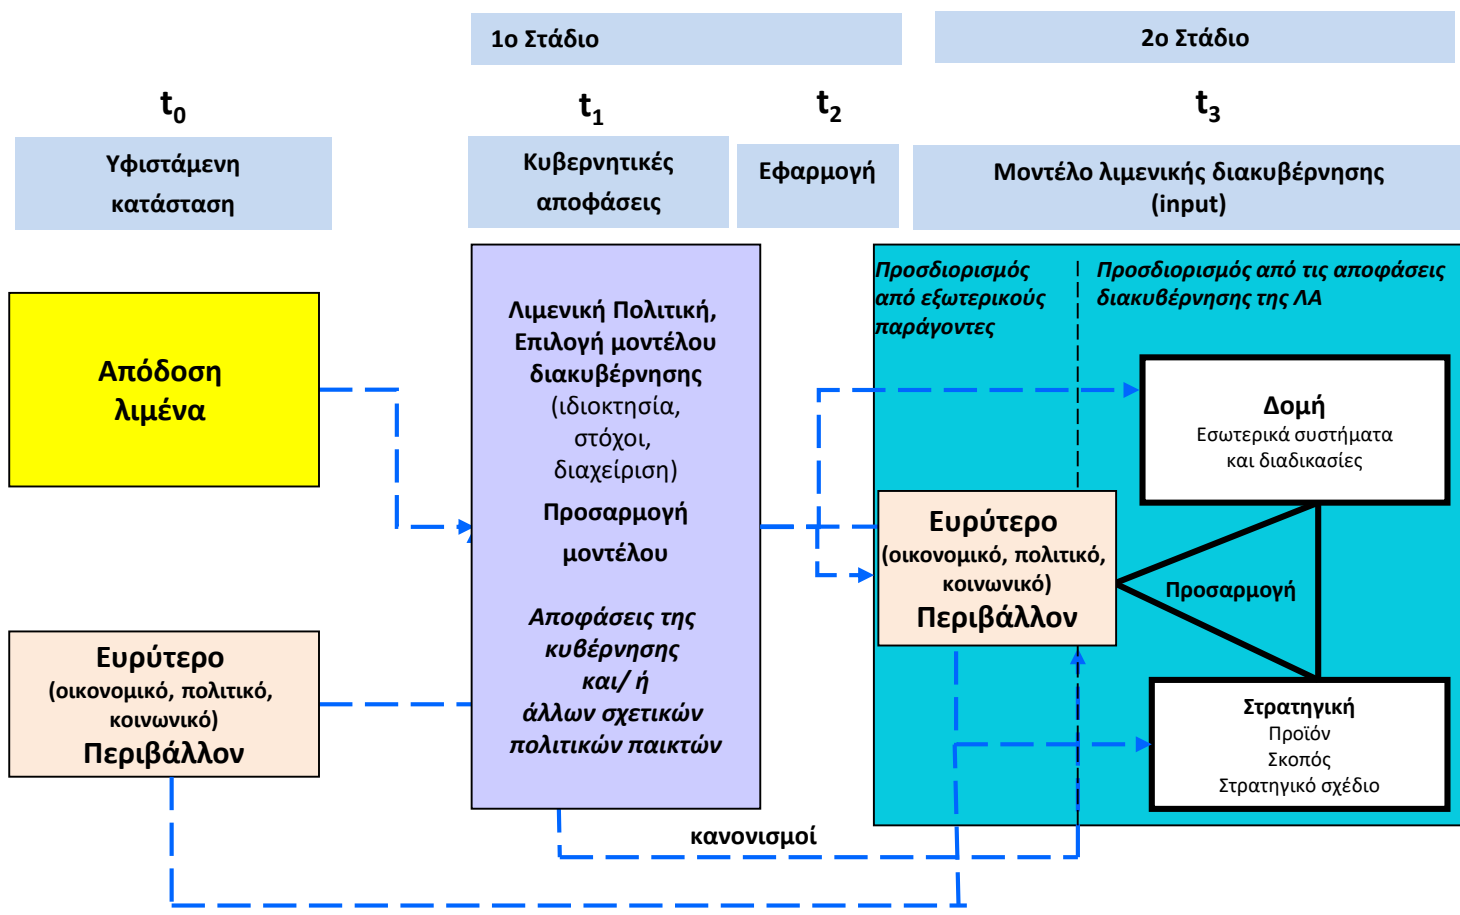 1ο Στάδιο
2ο Στάδιο
t0
t1
t2
t3
Υφιστάμενη
κατάσταση
Κυβερνητικές
αποφάσεις
Εφαρμογή
Μοντέλο λιμενικής διακυβέρνησης
(input)
Απόδοση
λιμένα
Ευρύτερο
(οικονομικό, πολιτικό,
κοινωνικό)
Περιβάλλον
Λιμενική Πολιτική,
Επιλογή μοντέλου
διακυβέρνησης
(ιδιοκτησία,
στόχοι,
διαχείριση)
Προσαρμογή
μοντέλου
Αποφάσεις της
κυβέρνησης
και/ ή
άλλων σχετικών
πολιτικών παικτών
κανονισμοί
Προσδιορισμός
από εξωτερικούς
παράγοντες
Προσδιορισμός από τις αποφάσεις
διακυβέρνησης της ΛΑ
Ευρύτερο
(οικονομικό, πολιτικό,
κοινωνικό)
Περιβάλλον
Δομή
Εσωτερικά συστήματα
και διαδικασίες
Προσαρμογή
Στρατηγική
Προϊόν
Σκοπός
Στρατηγικό σχέδιο